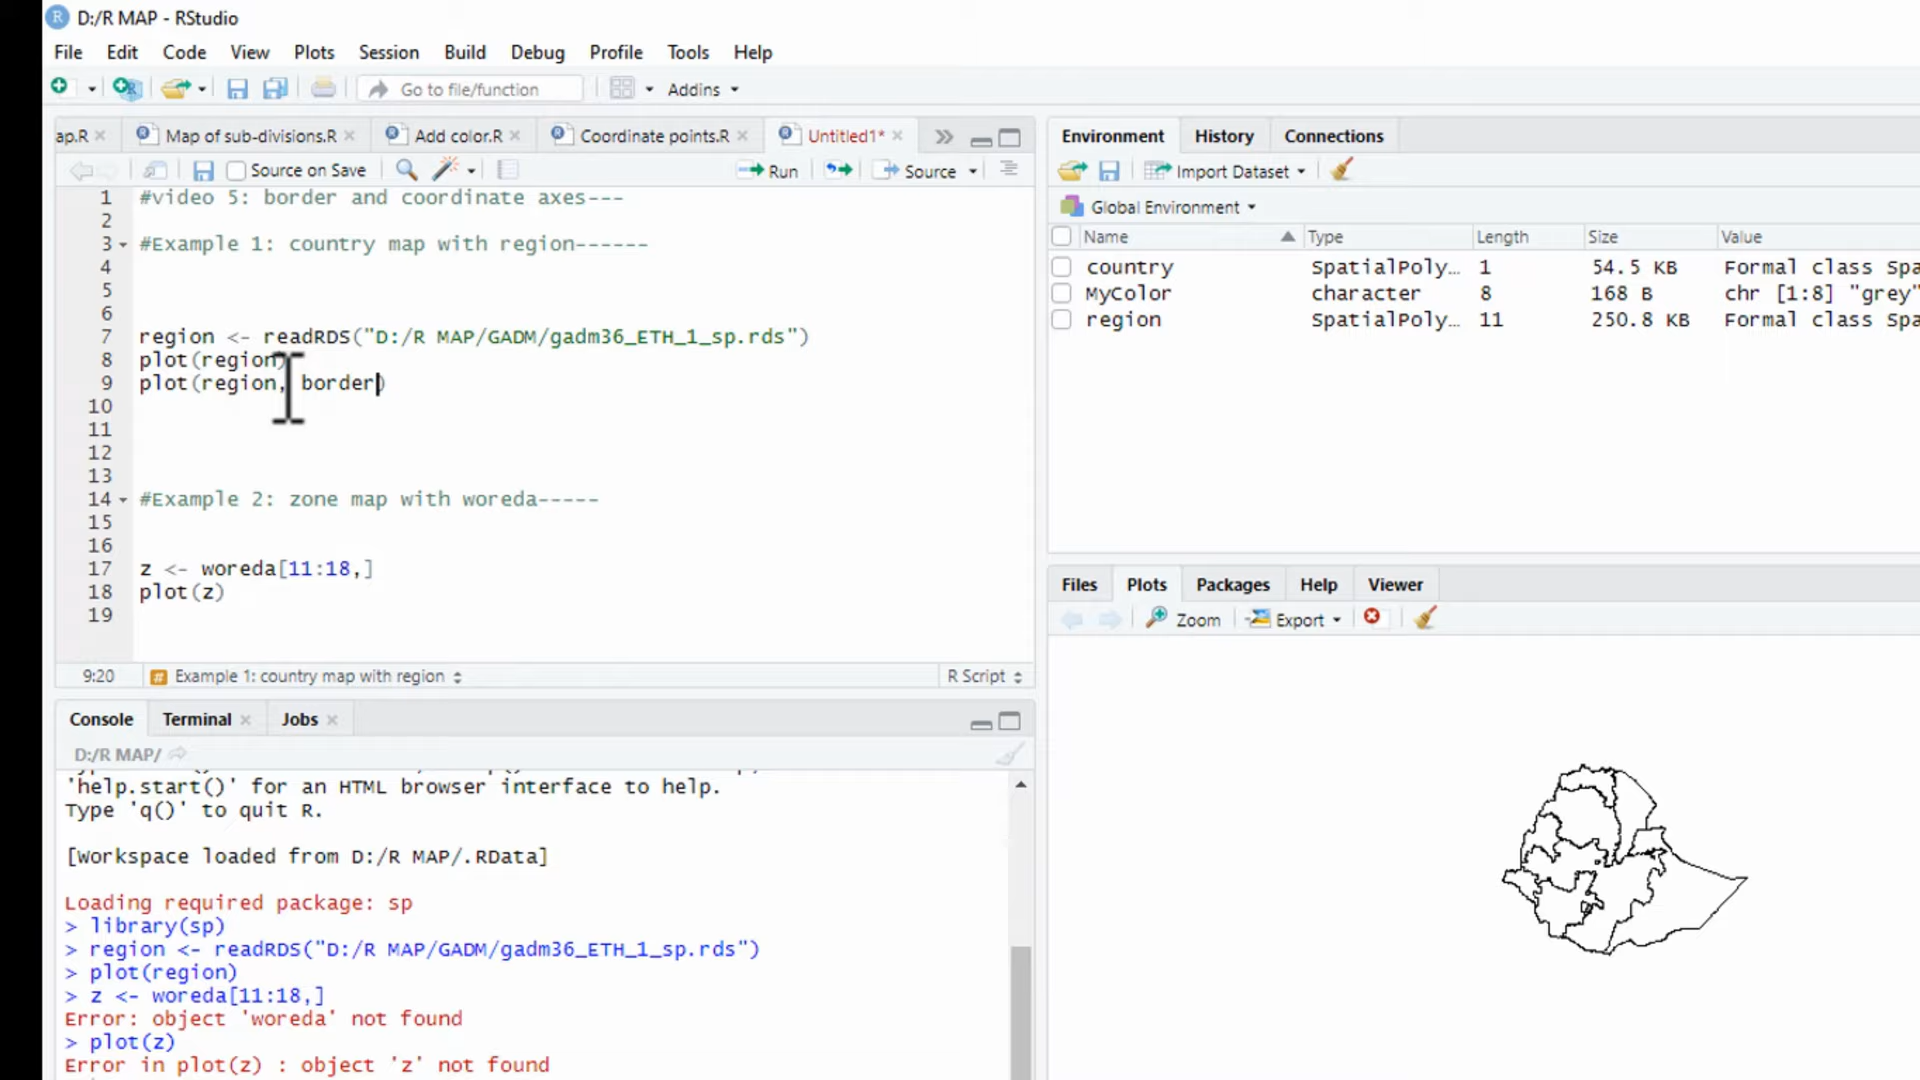 D:/R MAP - RStudio
File Edit Code View Plots Session Build Debug Profile Tools Help
Go to file/function Addins
ap.R Map of sub-divisions.R Add color.R Coordinate points.R Untitled1*
Source on Save Run Source
1 #video 5: border and coordinate axes---
2
3 #Example 1: country map with region------
4
5
6
7 region <- readRDS("D:/R MAP/GADM/gadm36_ETH_1_sp.rds")
8 plot(region)
9 plot(region, border)
10
11
12
13
14 #Example 2: zone map with woreda-----
15
16
17 z <- woreda[11:18,]
18 plot(z)
19
9:20 # Example 1: country map with region R Script
Console Terminal Jobs
D:/R MAP/
'help.start()' for an HTML browser interface to help.
Type 'q()' to quit R.
[Workspace loaded from D:/R MAP/.RData]
Loading required package: sp
> library(sp)
> region <- readRDS("D:/R MAP/GADM/gadm36_ETH_1_sp.rds")
> plot(region)
> z <- woreda[11:18,]
Error: object 'woreda' not found
> plot(z)
Error in plot(z) : object 'z' not found
Environment History Connections
Import Dataset
Global Environment
Name Type Length Size Value
country SpatialPoly… 1 54.5 KB Formal class Spa
MyColor character 8 168 B chr [1:8] "grey"
region SpatialPoly… 11 250.8 KB Formal class Spa
Files Plots Packages Help Viewer
Zoom Export